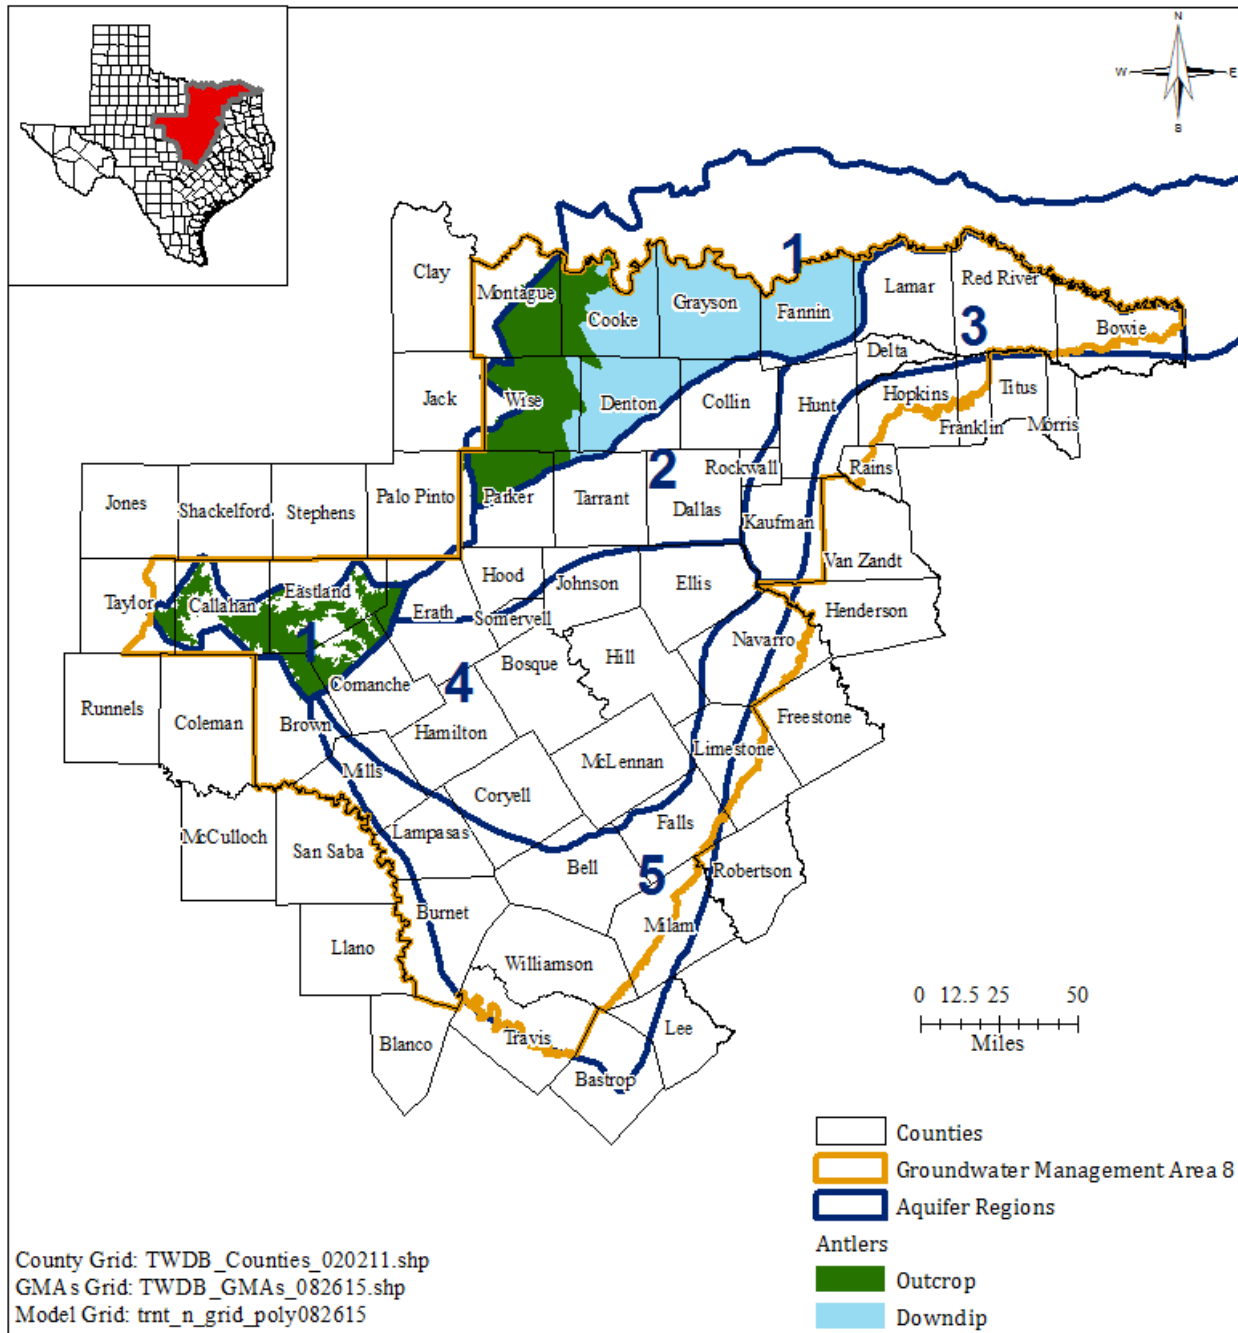 N
W E
S
1
Clay
Montague
Cooke
Grayson
Fannin
Lamar
Red River
Bowie
3
Delta
Jack
Wise
Denton
Collin
Hunt
Hopkins
Titus
Franklin
Morris
Rains
Rockwall
2
Jones
Shackelford
Stephens
Palo Pinto
Parker
Tarrant
Dallas
Kaufman
Van Zandt
Taylor
Callahan
Eastland
Erath
Hood
Johnson
Ellis
Somervell
Henderson
1
Navarro
Comanche
4
Bosque
Hill
Runnels
Coleman
Brown
Hamilton
Freestone
Mills
McLennan
Limestone
Coryell
McCulloch
San Saba
Lampasas
Falls
Bell
5
Robertson
Burnet
Milam
Llano
Williamson
Blanco
Travis
Lee
Bastrop
0 12.5 25 50
Miles
Counties
Groundwater Management Area 8
Aquifer Regions
Antlers
Outcrop
Downdip
County Grid: TWDB_Counties_020211.shp
GMAs Grid: TWDB_GMAs_082615.shp
Model Grid: trnt_n_grid_poly082615